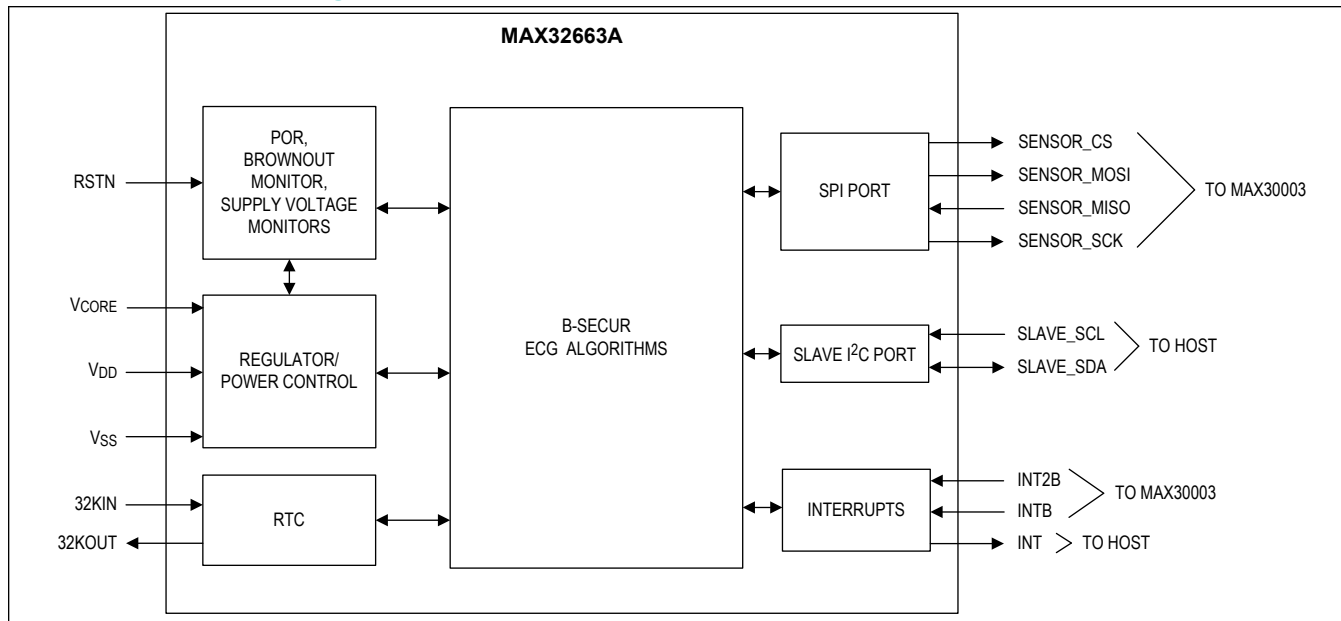 MAX32663A
POR,
BROWNOUT
MONITOR,
SUPPLY VOLTAGE
MONITORS
RSTN
VCORE
VDD
VSS
REGULATOR/
POWER CONTROL
32KIN
32KOUT
RTC
B-SECUR
ECG ALGORITHMS
SPI PORT
SENSOR_CS
SENSOR_MOSI
SENSOR_MISO
SENSOR_SCK
TO MAX30003
SLAVE I²C PORT
SLAVE_SCL
SLAVE_SDA
TO HOST
INTERRUPTS
INT2B
INTB
TO MAX30003
INT
TO HOST